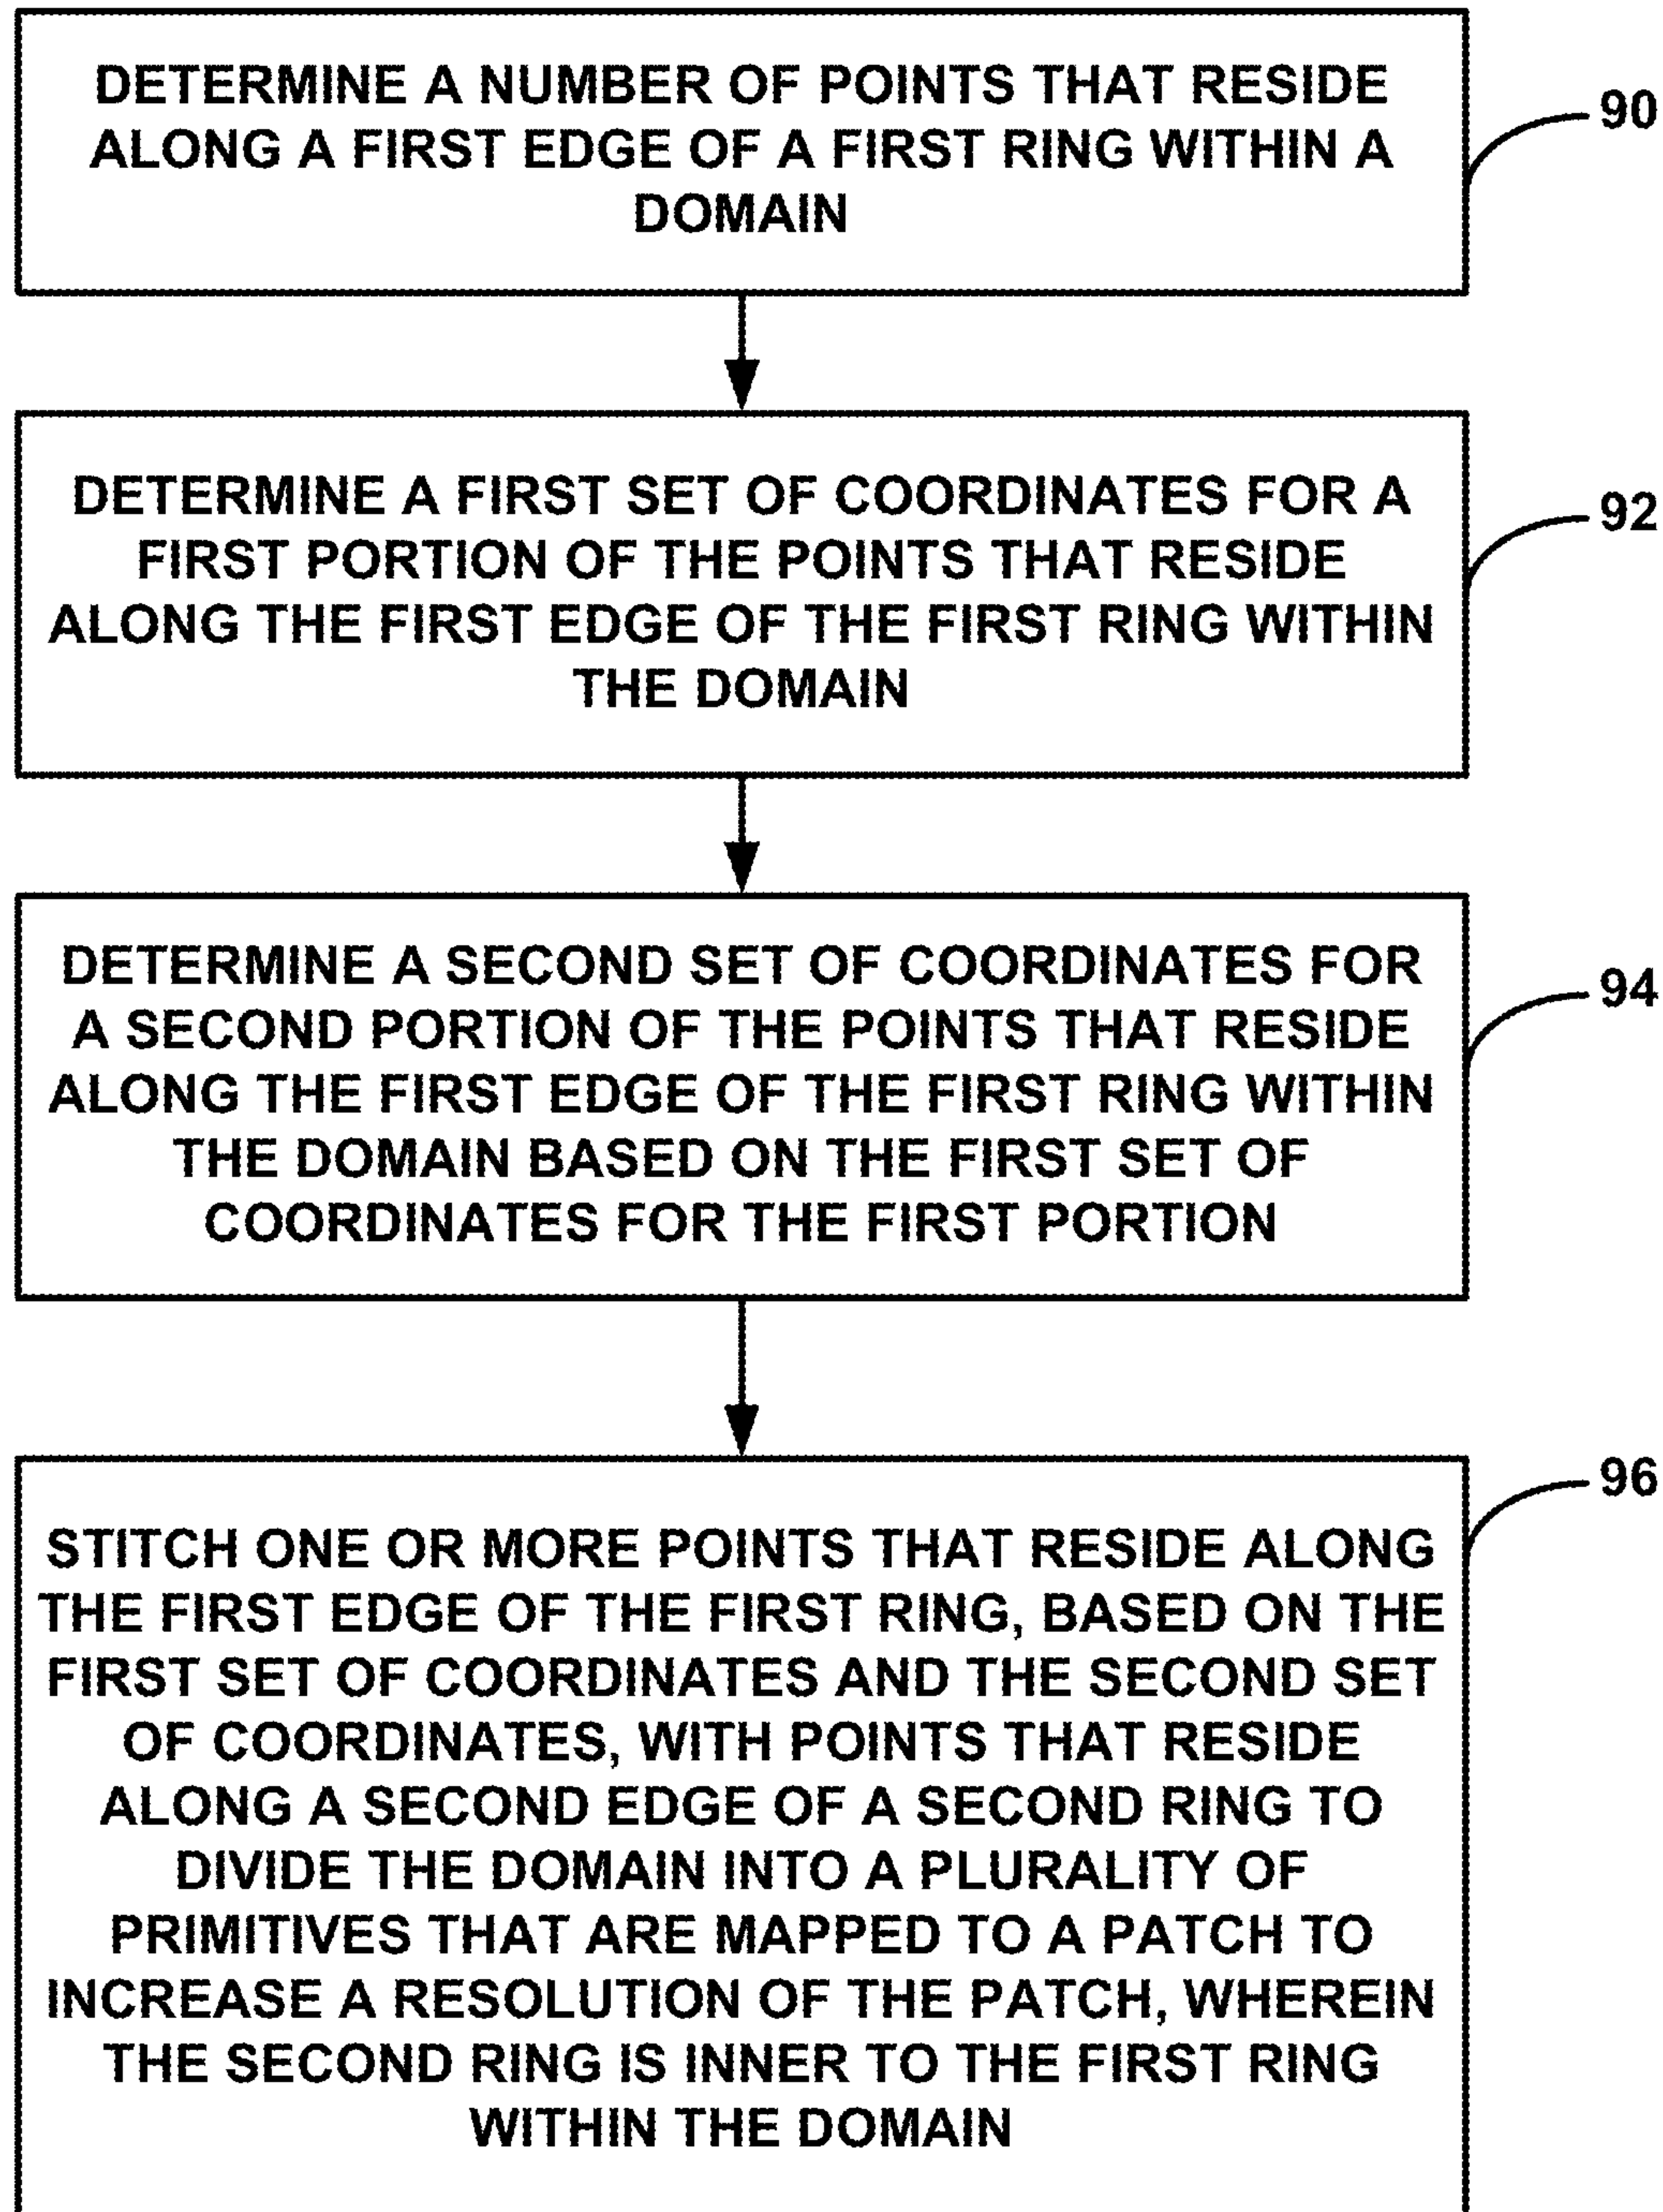 DETERMINE A NUMBER OF POINTS THAT RESIDE
ALONG A FIRST EDGE OF A FIRST RING WITHIN A
DOMAIN
90
DETERMINE A FIRST SET OF COORDINATES FOR A
FIRST PORTION OF THE POINTS THAT RESIDE
ALONG THE FIRST EDGE OF THE FIRST RING WITHIN
THE DOMAIN
92
DETERMINE A SECOND SET OF COORDINATES FOR
A SECOND PORTION OF THE POINTS THAT RESIDE
ALONG THE FIRST EDGE OF THE FIRST RING WITHIN
THE DOMAIN BASED ON THE FIRST SET OF
COORDINATES FOR THE FIRST PORTION
94
STITCH ONE OR MORE POINTS THAT RESIDE ALONG
THE FIRST EDGE OF THE FIRST RING, BASED ON THE
FIRST SET OF COORDINATES AND THE SECOND SET
OF COORDINATES, WITH POINTS THAT RESIDE
ALONG A SECOND EDGE OF A SECOND RING TO
DIVIDE THE DOMAIN INTO A PLURALITY OF
PRIMITIVES THAT ARE MAPPED TO A PATCH TO
INCREASE A RESOLUTION OF THE PATCH, WHEREIN
THE SECOND RING IS INNER TO THE FIRST RING
WITHIN THE DOMAIN
96